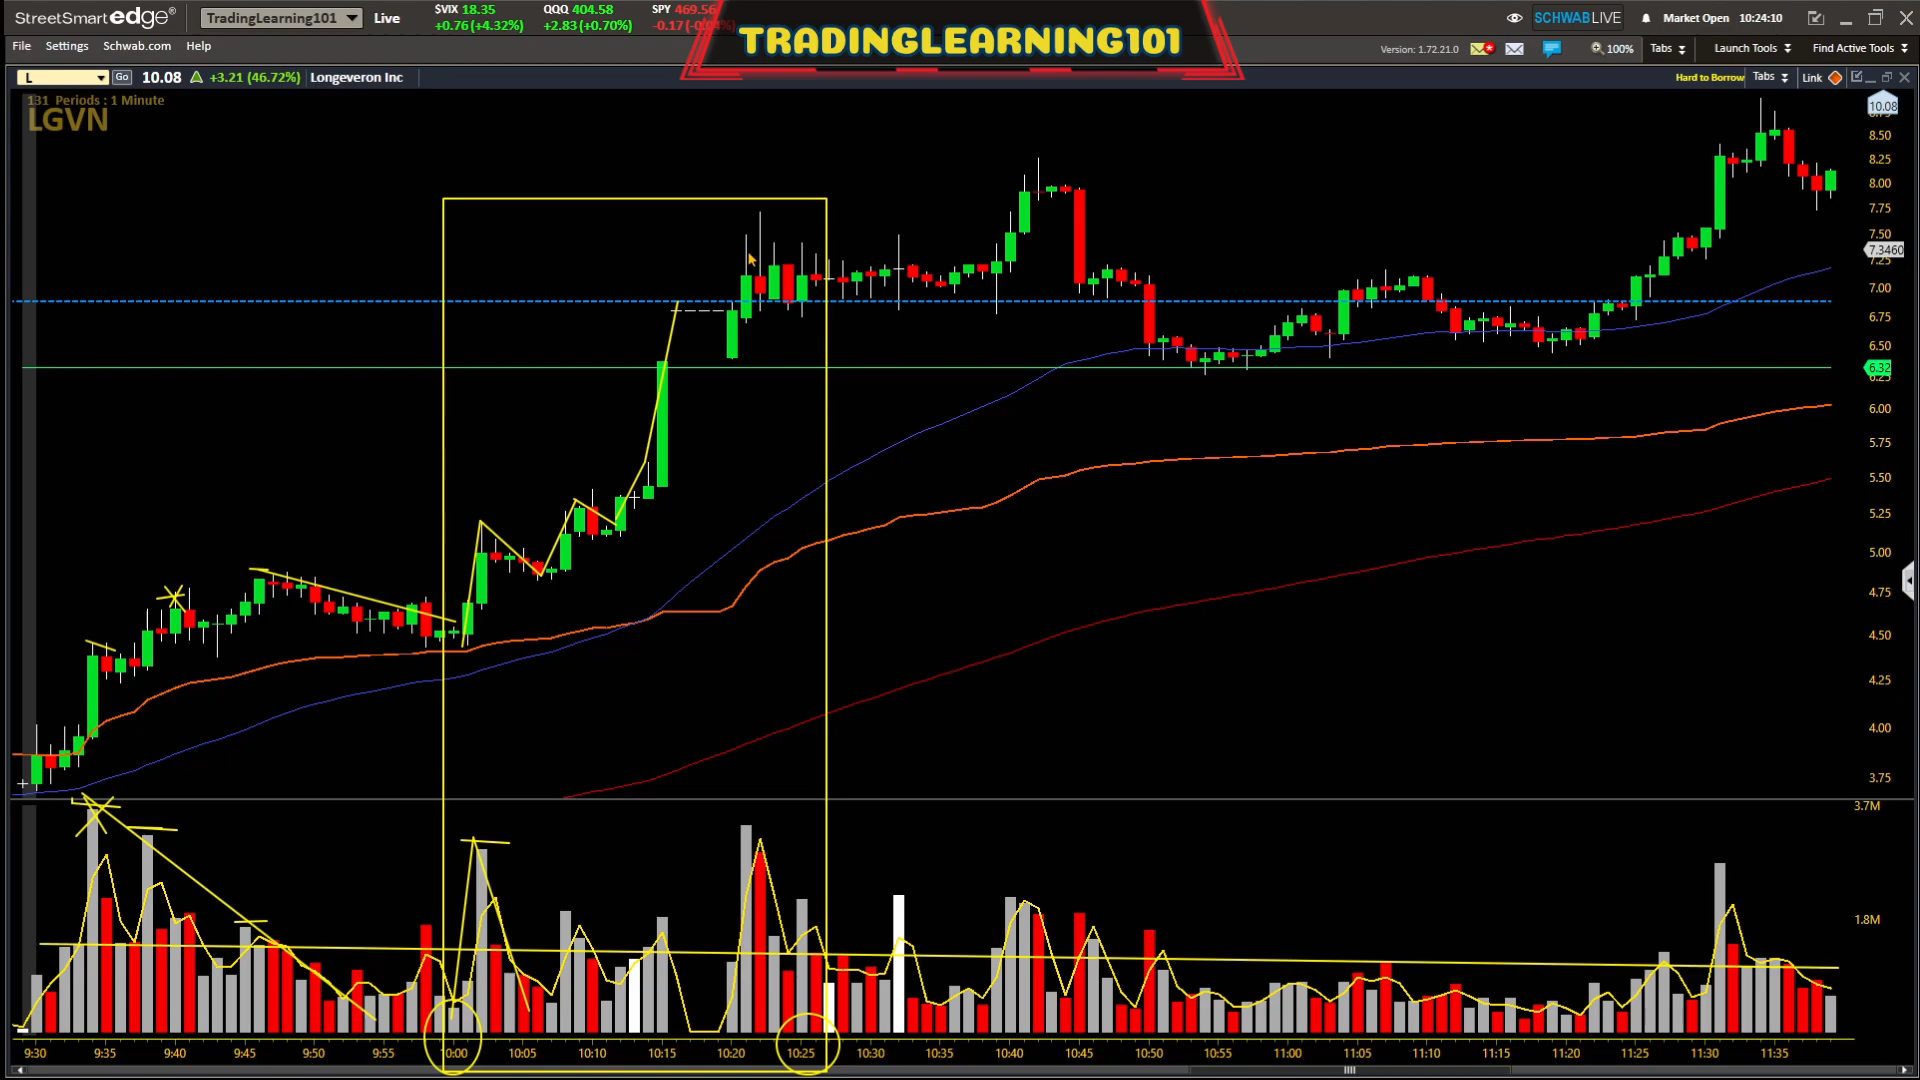 StreetSmart edge® TradingLearning101 Live $VIX 18.35 QQQ 404.58 SPY 469.56 SCHWABLIVE Market Open 10:24:10
+0.76 (+4.32%) +2.83 (+0.70%) -0.17
TRADINGLEARNING101
File Settings Schwab.com Help Version: 1.72.21.0 100% Tabs Launch Tools Find Active Tools
L Go 10.08 +3.21 (46.72%) Longeveron Inc Hard to Borrow Tabs Link
131 Periods : 1 Minute
LGVN
10.08
8.50
8.25
8.00
7.75
7.50
7.3460
7.25
7.00
6.75
6.50
6.32
6.25
6.00
5.75
5.50
5.25
5.00
4.75
4.50
4.25
4.00
3.75
3.7M
1.8M
9:30 9:35 9:40 9:45 9:50 9:55 10:00 10:05 10:10 10:15 10:20 10:25 10:30 10:35 10:40 10:45 10:50 10:55 11:00 11:05 11:10 11:15 11:20 11:25 11:30 11:35